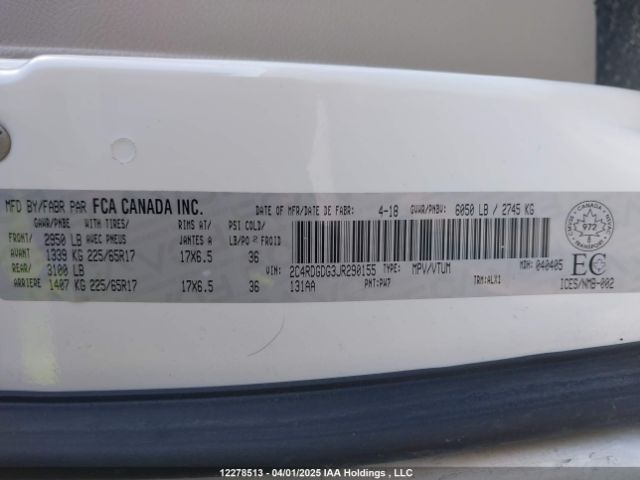 MFD BY/FABR PAR FCA CANADA INC. DATE OF MFR/DATE DE FABR: 4-18 GVWR/PNBV: 6050 LB / 2745 KG
GAWR/PNBE WITH TIRES/ RIMS AT/ PSI COLD/
FRONT/ 2950 LB AVEC PNEUS JANTES A LB/PO² A FROID
AVANT 1339 KG 225/65R17 17X6.5 36 VIN: 2C4RDGDG3JR290155 TYPE: MPV/VTUM MDH: 040405
REAR/ 3100 LB
ARRIERE 1407 KG 225/65R17 17X6.5 36 131AA PNT: PW7 TRM: ALX1
CANADA
972
TRANSPORT
EC
ICES/NMB-002
12278513 - 04/01/2025 IAA Holdings , LLC